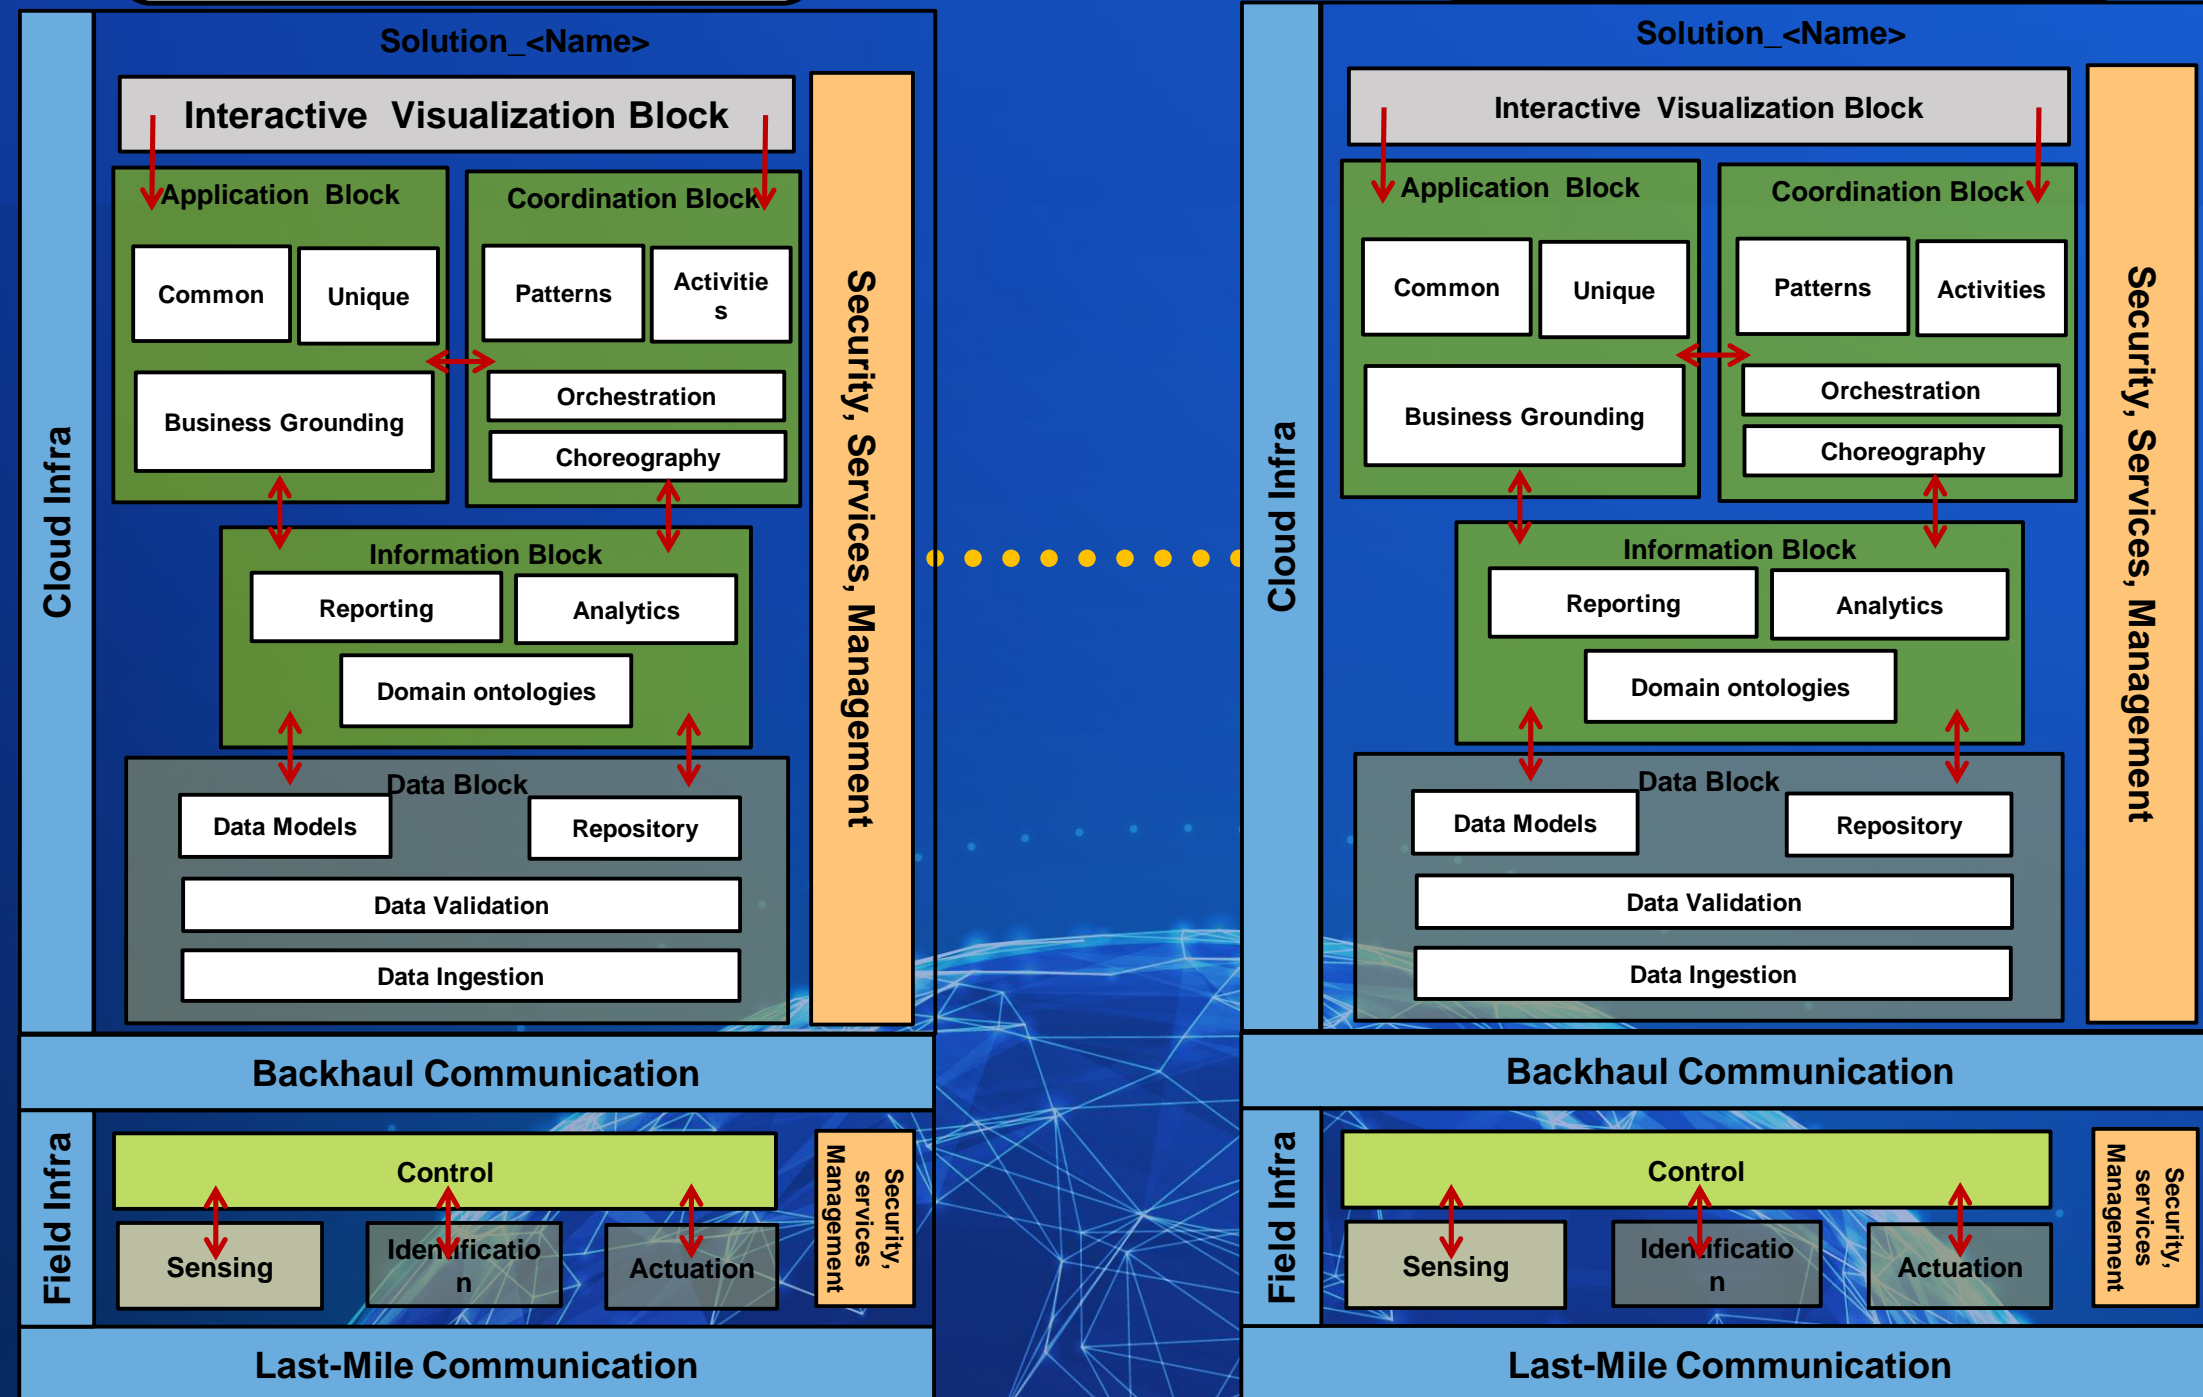 Solution_<Name>
Interactive Visualization Block
Application Block
Coordination Block
Common
Unique
Patterns
Activitie
s
Business Grounding
Orchestration
Choreography
Information Block
Reporting
Analytics
Domain ontologies
Data Block
Data Models
Repository
Data Validation
Data Ingestion
Cloud Infra
Security, Services, Management
Backhaul Communication
Field Infra
Control
Sensing
Identificatio
n
Actuation
Security,
services
Management
Last-Mile Communication
Solution_<Name>
Interactive Visualization Block
Application Block
Coordination Block
Common
Unique
Patterns
Activities
Business Grounding
Orchestration
Choreography
Information Block
Reporting
Analytics
Domain ontologies
Data Block
Data Models
Repository
Data Validation
Data Ingestion
Cloud Infra
Security, Services, Management
Backhaul Communication
Field Infra
Control
Sensing
Identificatio
n
Actuation
Security,
services
Management
Last-Mile Communication